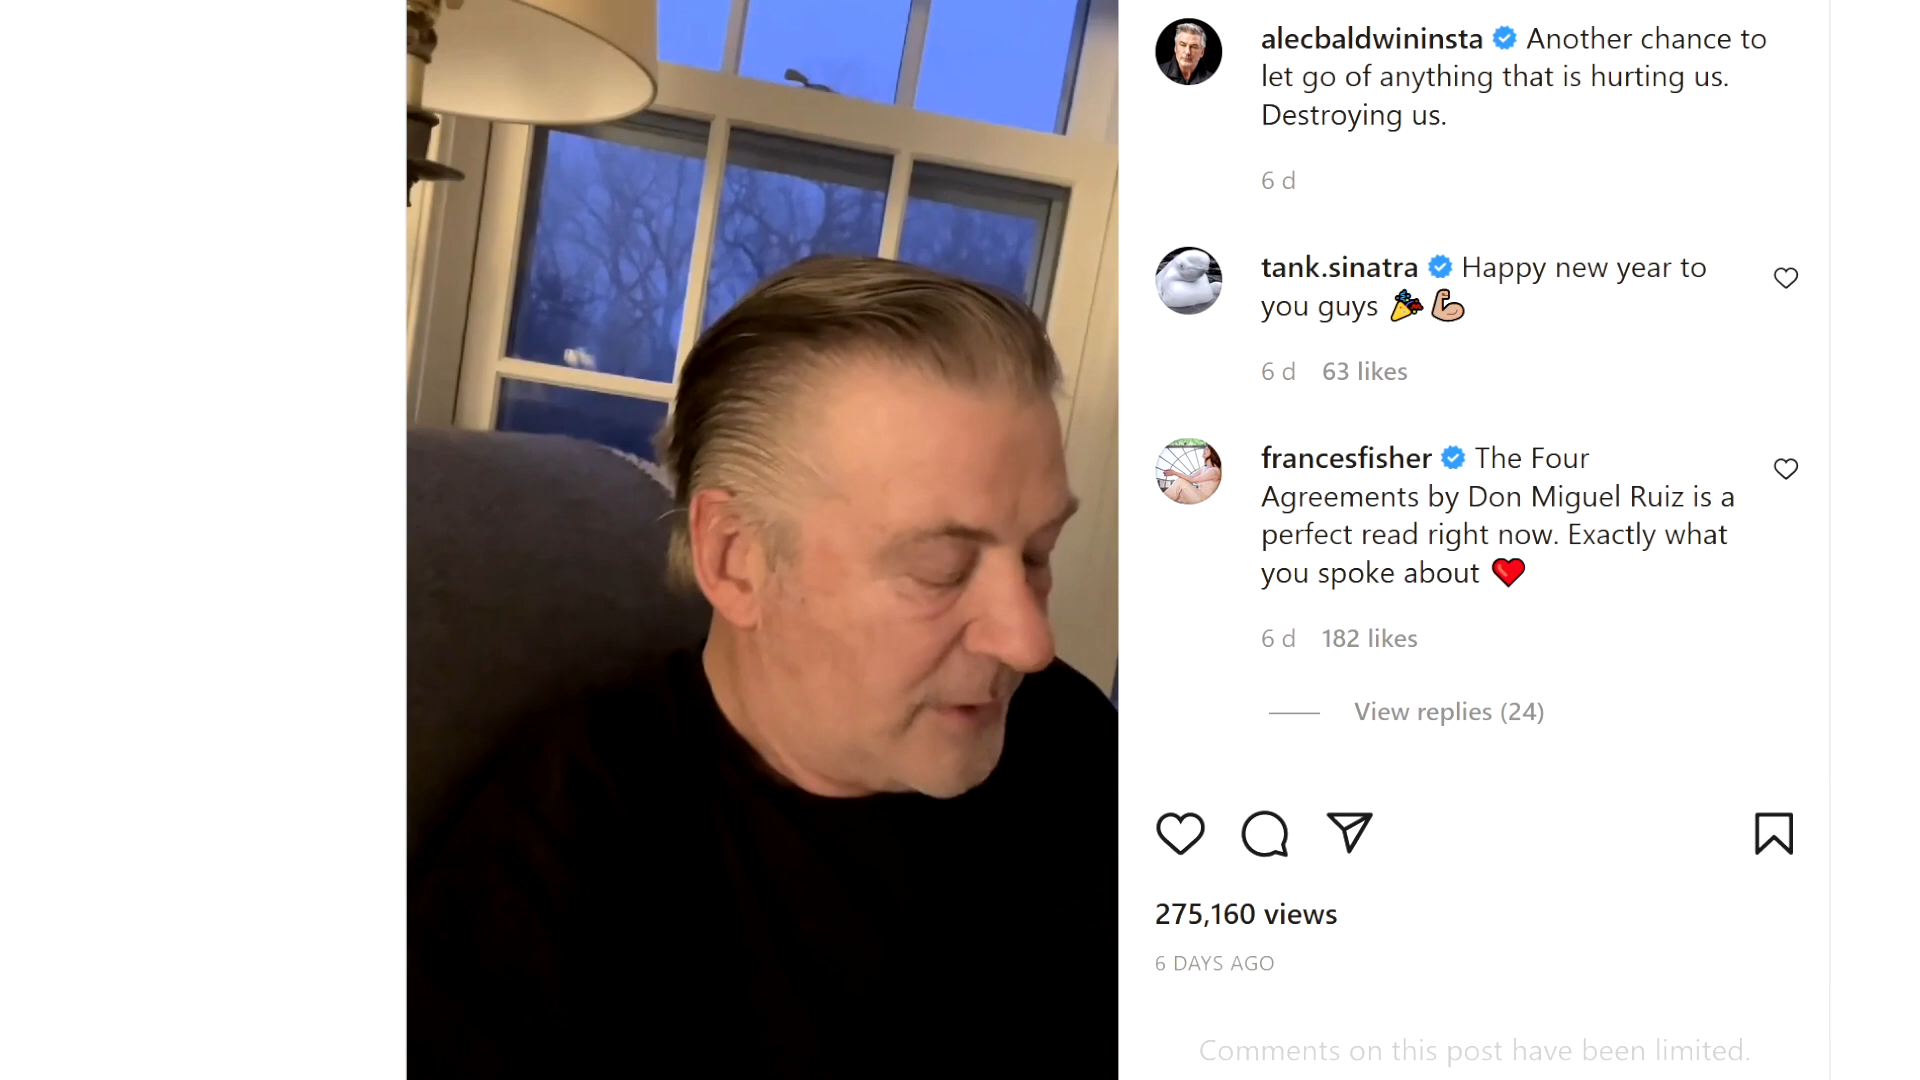 alecbaldwininsta Another chance to
let go of anything that is hurting us.
Destroying us.
6 d
tank.sinatra Happy new year to
you guys 🎉💪🏼
6 d 63 likes
francesfisher The Four
Agreements by Don Miguel Ruiz is a
perfect read right now. Exactly what
you spoke about ❤️
6 d 182 likes
View replies (24)
275,160 views
6 DAYS AGO
Comments on this post have been limited.